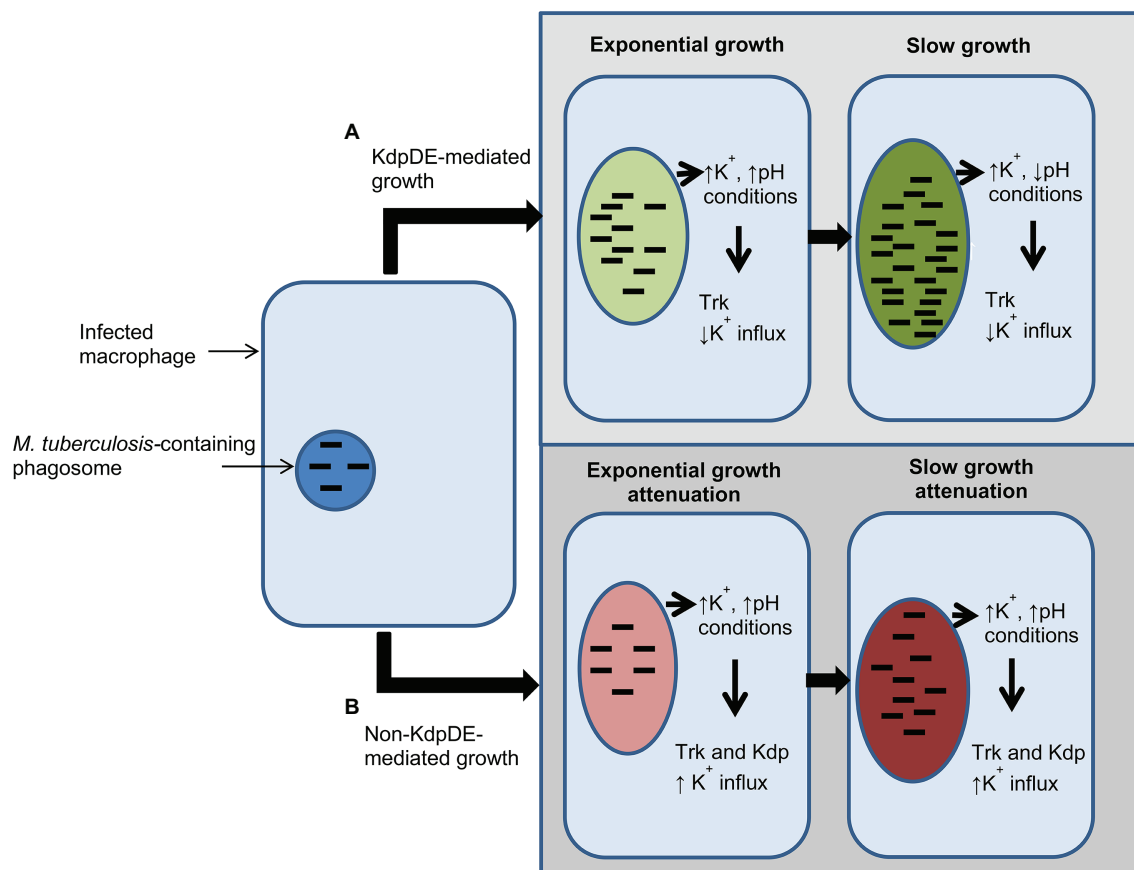 Exponential growth
Slow growth
A
KdpDE-mediated
growth
↑K⁺, ↑pH
conditions
Trk
↓K⁺ influx
↑K⁺, ↓pH
conditions
Trk
↓K⁺ influx
Infected
macrophage
M. tuberculosis-containing
phagosome
Exponential growth
attenuation
Slow growth
attenuation
↑K⁺, ↑pH
conditions
Trk and Kdp
↑ K⁺ influx
↑K⁺, ↑pH
conditions
Trk and Kdp
↑K⁺ influx
B
Non-KdpDE-
mediated growth